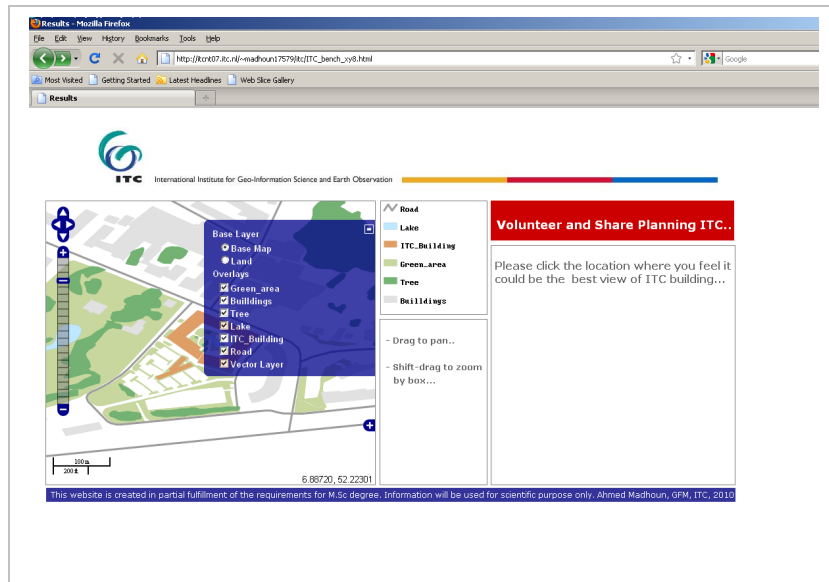 Results - Mozilla Firefox
File Edit View History Bookmarks Tools Help
http://itcnt07.itc.nl/~madhoun17579/itc/ITC_bench_xy8.html
Google
Most Visited Getting Started Latest Headlines Web Slice Gallery
Results
ITC
International Institute for Geo-Information Science and Earth Observation
Base Layer
Base Map
Land
Overlays
Green_area
Builldings
Tree
Lake
ITC_Building
Road
Vector Layer
100 m
200 ft
6.88720, 52.22301
Road
Lake
ITC_Building
Green_area
Tree
Builldings
- Drag to pan..
- Shift-drag to zoom
by box...
Volunteer and Share Planning ITC..
Please click the location where you feel it
could be the best view of ITC building...
This website is created in partial fulfillment of the requirements for M.Sc degree. Information will be used for scientific purpose only. Ahmed Madhoun, GFM, ITC, 2010